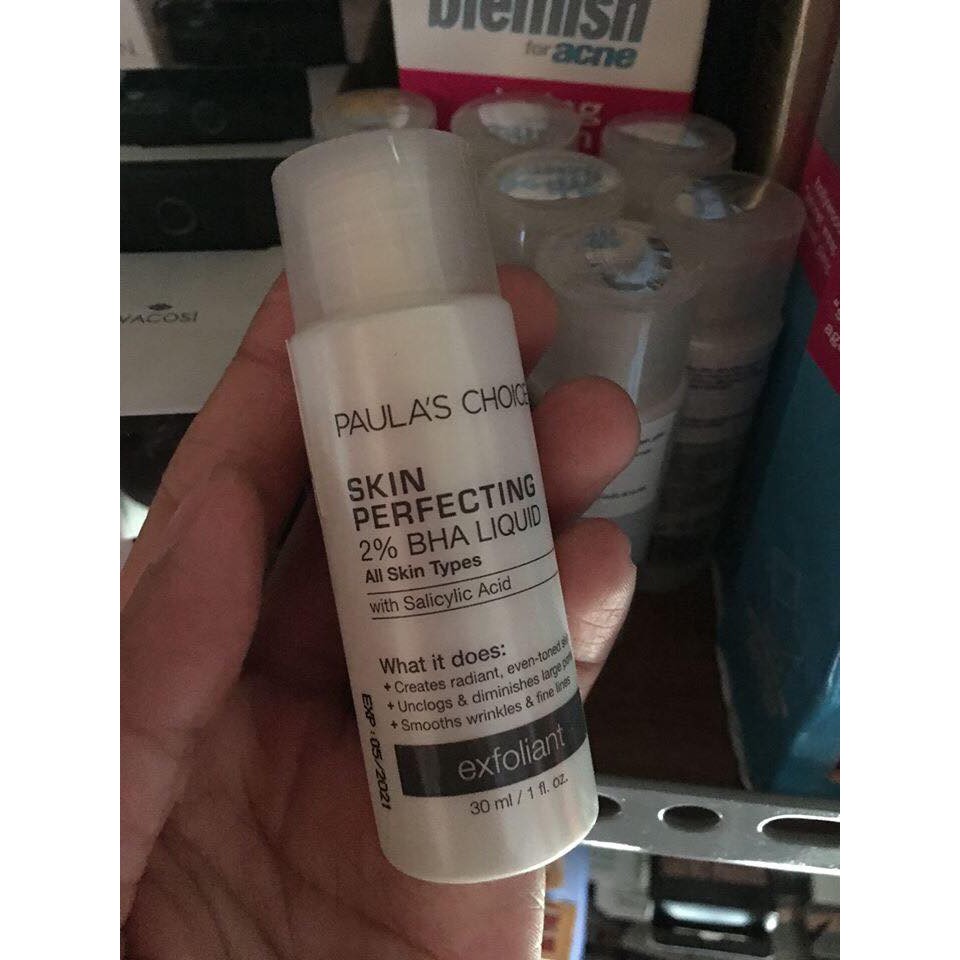 blemish
for acne
VACOSI
PAULA'S CHOICE
SKIN
PERFECTING
2% BHA LIQUID
All Skin Types
with Salicylic Acid
What it does:
+ Creates radiant, even-toned
+ Unclogs & diminishes large
+ Smooths wrinkles & fine lines
EXP : 05/2021
exfoliant
30 ml / 1 fl. oz.